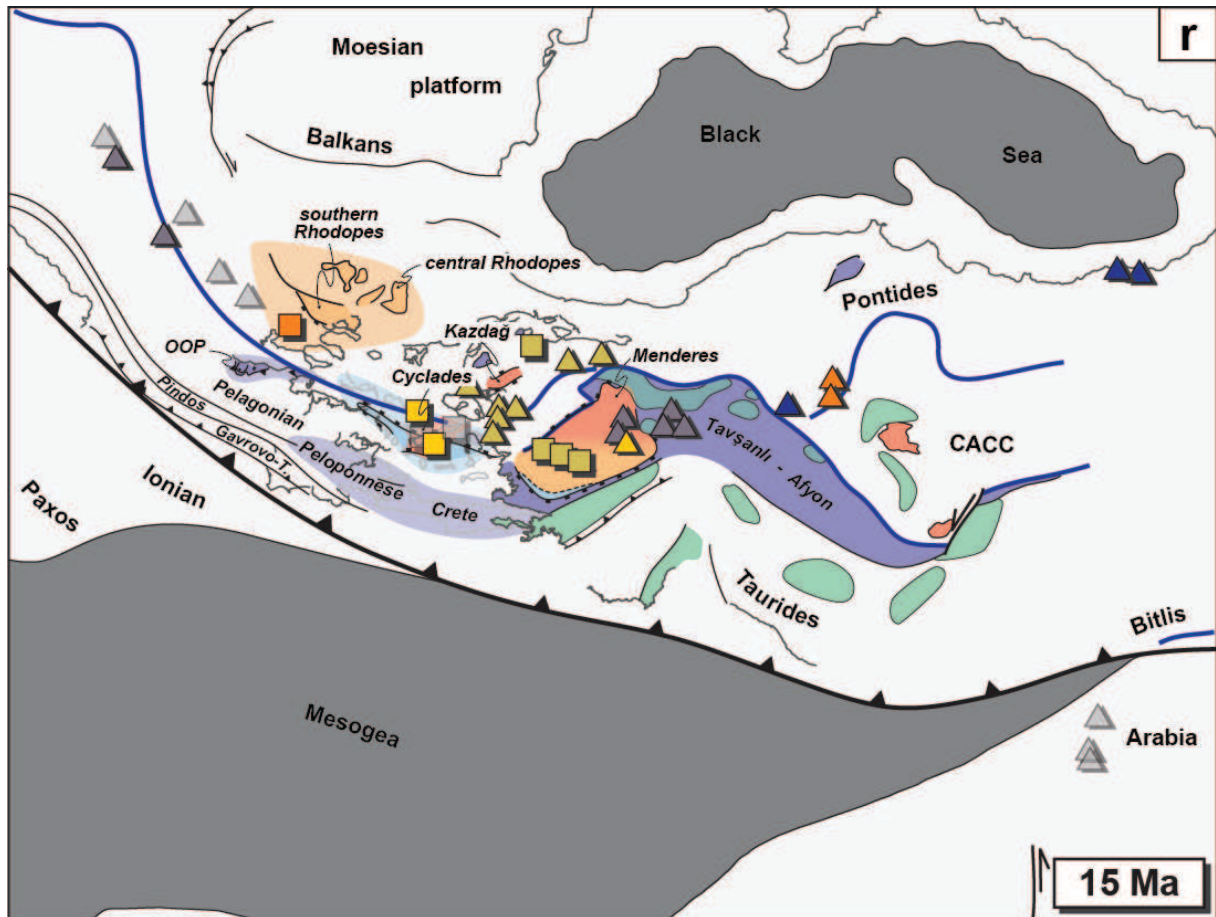 r
Moesian
platform
Balkans
Black
Sea
southern
Rhodopes
central Rhodopes
Pontides
Kazdağ
Menderes
OOP
Cyclades
Pindos
Pelagonian
Gavrovo-T.
Peloponnese
Crete
Tavşanlı - Afyon
CACC
Ionian
Paxos
Taurides
Bitlis
Mesogea
Arabia
15 Ma